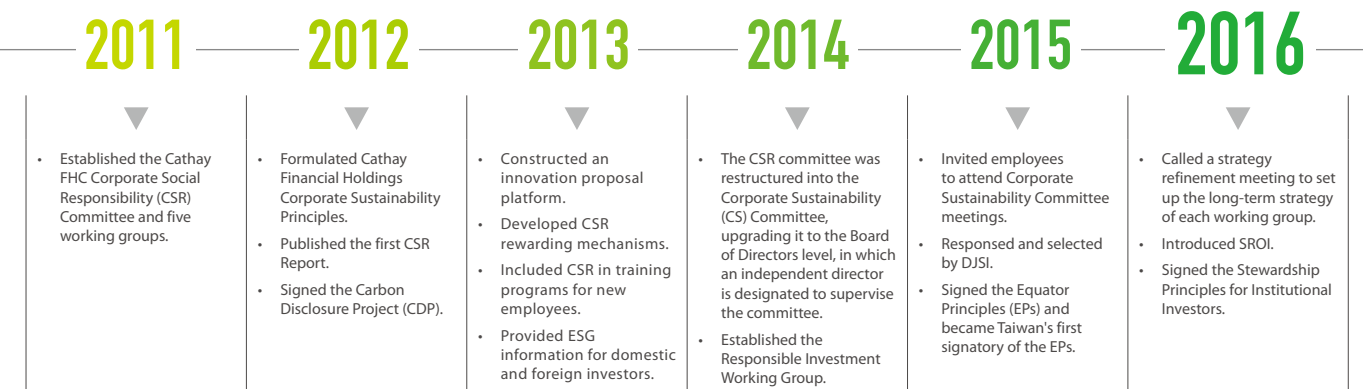 2011
• Established the Cathay
FHC Corporate Social
Responsibility (CSR)
Committee and five
working groups.
2012
• Formulated Cathay
Financial Holdings
Corporate Sustainability
Principles.
• Published the first CSR
Report.
• Signed the Carbon
Disclosure Project (CDP).
2013
• Constructed an
innovation proposal
platform.
• Developed CSR
rewarding mechanisms.
• Included CSR in training
programs for new
employees.
• Provided ESG
information for domestic
and foreign investors.
2014
• The CSR committee was
restructured into the
Corporate Sustainability
(CS) Committee,
upgrading it to the Board
of Directors level, in which
an independent director
is designated to supervise
the committee.
• Established the
Responsible Investment
Working Group.
2015
• Invited employees
to attend Corporate
Sustainability Committee
meetings.
• Responsed and selected
by DJSI.
• Signed the Equator
Principles (EPs) and
became Taiwan's first
signatory of the EPs.
2016
• Called a strategy
refinement meeting to set
up the long-term strategy
of each working group.
• Introduced SROI.
• Signed the Stewardship
Principles for Institutional
Investors.